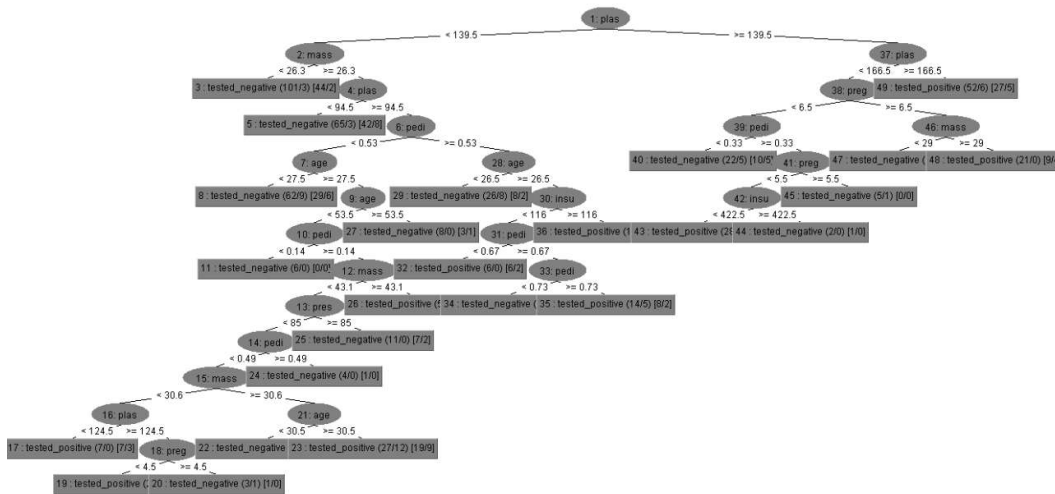 1: plas
< 139.5 >= 139.5
2: mass 37: plas
< 26.3 >= 26.3 < 166.5 >= 166.5
3 : tested_negative (101/3) [44/2] 4: plas 38: preg 49 : tested_positive (52/6) [27/5]
< 94.5 >= 94.5 < 6.5 >= 6.5
5 : tested_negative (65/3) [42/8] 6: pedi 39: pedi 46: mass
< 0.53 >= 0.53 < 0.33 >= 0.33 < 29 >= 29
7: age 28: age 40 : tested_negative (22/5) [10/5] 41: preg 47 : tested_negative ( 48 : tested_positive (21/0) [9/
< 27.5 >= 27.5 < 26.5 >= 26.5 < 5.5 >= 5.5
8 : tested_negative (62/9) [29/6] 9: age 29 : tested_negative (26/8) [8/2] 30: insu 42: insu 45 : tested_negative (5/1) [0/0]
< 53.5 >= 53.5 < 116 >= 116 < 422.5 >= 422.5
10: pedi 27 : tested_negative (8/0) [3/1] 31: pedi 36 : tested_positive (1 43 : tested_positive (28 44 : tested_negative (2/0) [1/0]
< 0.14 >= 0.14 < 0.67 >= 0.67
11 : tested_negative (6/0) [0/0] 12: mass 32 : tested_positive (6/0) [6/2] 33: pedi
< 43.1 >= 43.1 < 0.73 >= 0.73
13: pres 26 : tested_positive (5 34 : tested_negative ( 35 : tested_positive (14/5) [8/2]
< 85 >= 85
14: pedi 25 : tested_negative (11/0) [7/2]
< 0.49 >= 0.49
15: mass 24 : tested_negative (4/0) [1/0]
< 30.6 >= 30.6
16: plas 21: age
< 124.5 >= 124.5 < 30.5 >= 30.5
17 : tested_positive (7/0) [7/3] 18: preg 22 : tested_negative 23 : tested_positive (27/12) [19/9]
< 4.5 >= 4.5
19 : tested_positive ( 20 : tested_negative (3/1) [1/0]